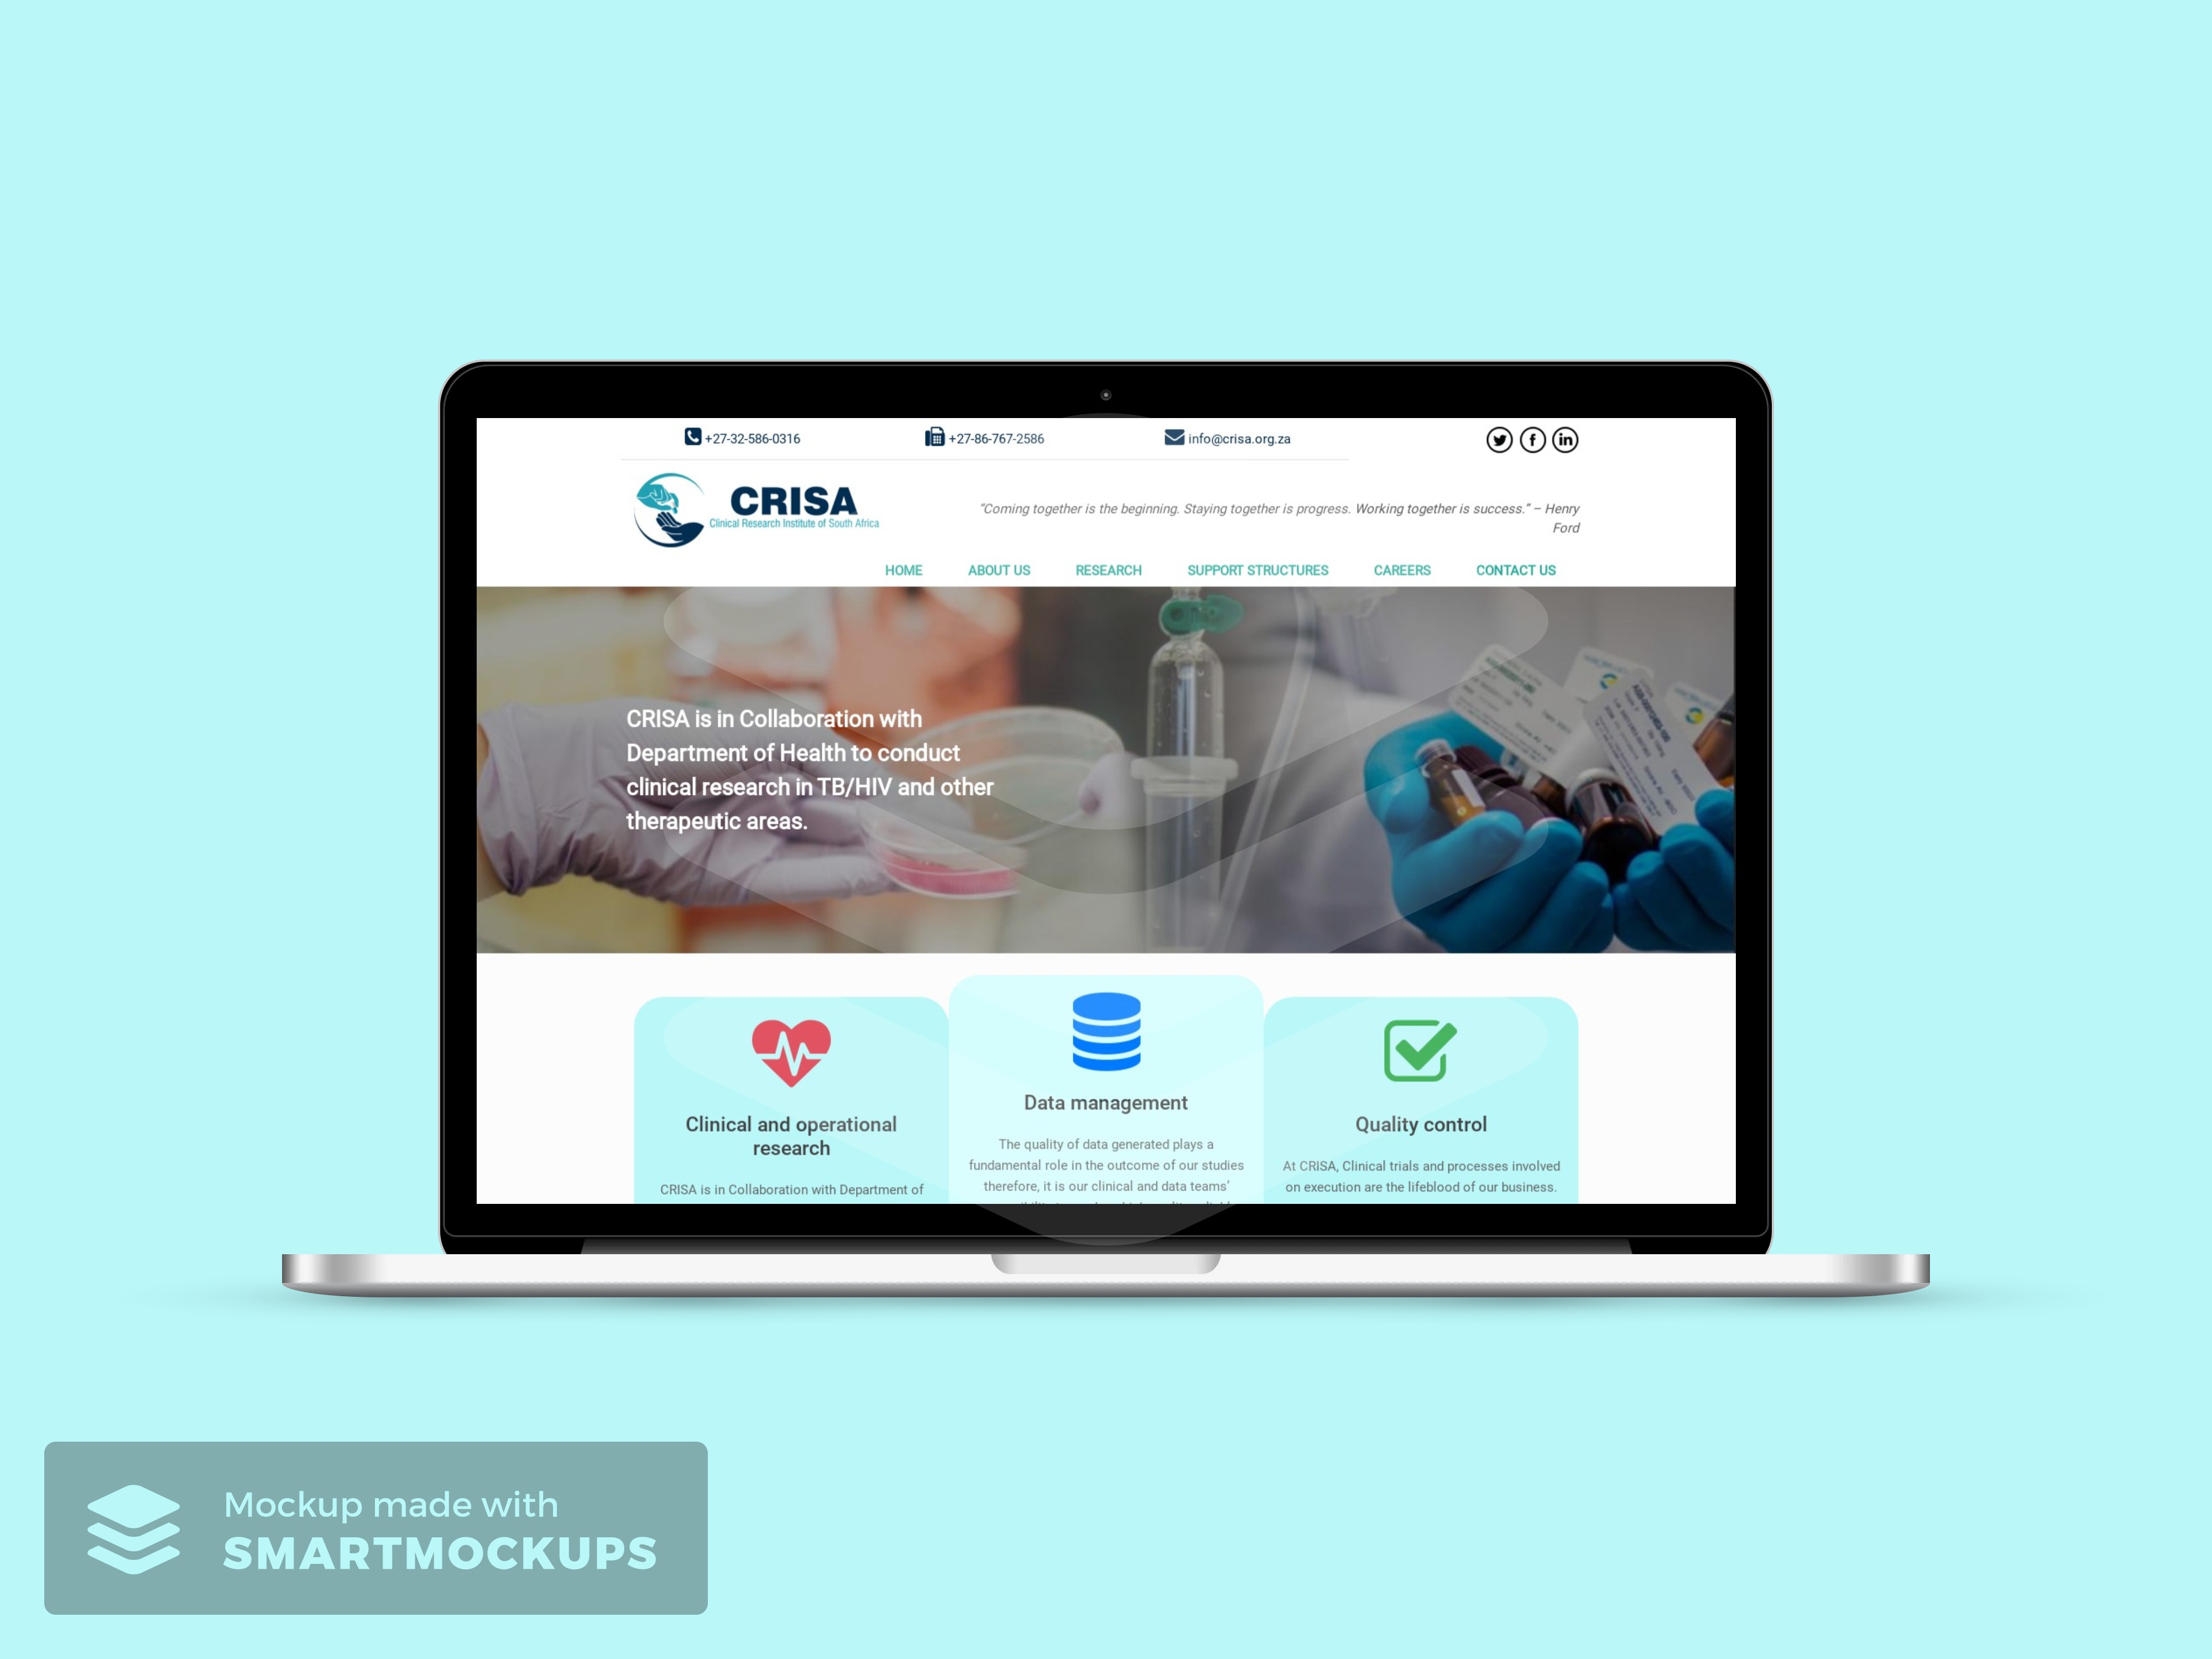 +27-32-586-0316
+27-86-767-2586
info@crisa.org.za
CRISA
Clinical Research Institute of South Africa
"Coming together is the beginning. Staying together is progress. Working together is success." – Henry
Ford
HOME
ABOUT US
RESEARCH
SUPPORT STRUCTURES
CAREERS
CONTACT US
CRISA is in Collaboration with
Department of Health to conduct
clinical research in TB/HIV and other
therapeutic areas.
Clinical and operational
research
CRISA is in Collaboration with Department of
Data management
The quality of data generated plays a
fundamental role in the outcome of our studies
therefore, it is our clinical and data teams'
Quality control
At CRISA, Clinical trials and processes involved
on execution are the lifeblood of our business.
Mockup made with
SMARTMOCKUPS